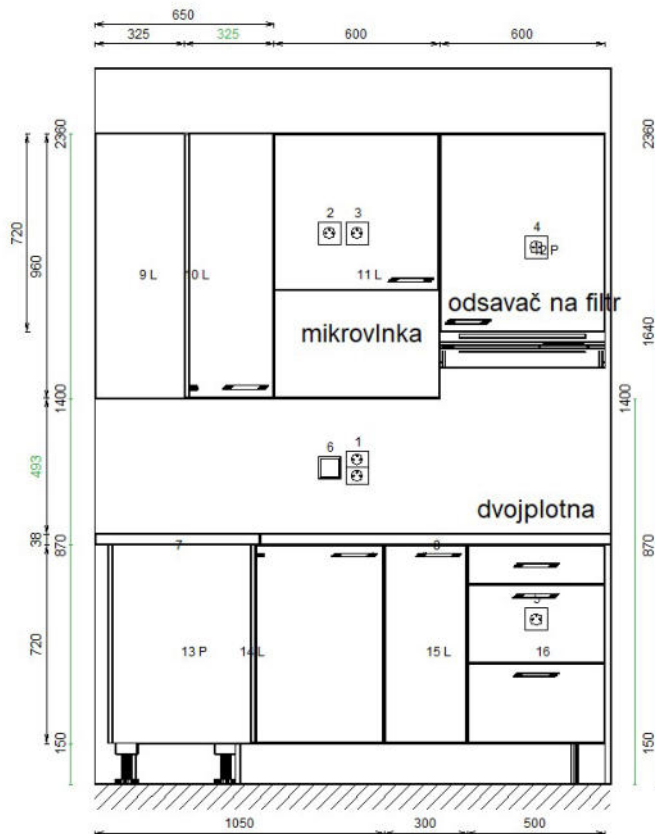 650
325 325 600 600
2360 2360
2 3 4
720
960
9 L 10 L 11 L 12 P
odsavač na filtr
mikrovlnka
1640
1400 1400
6 1
493
dvojplotna
38 870 7 8 870
5
720
13 P 14 L 15 L 16
150 150
1050 300 500